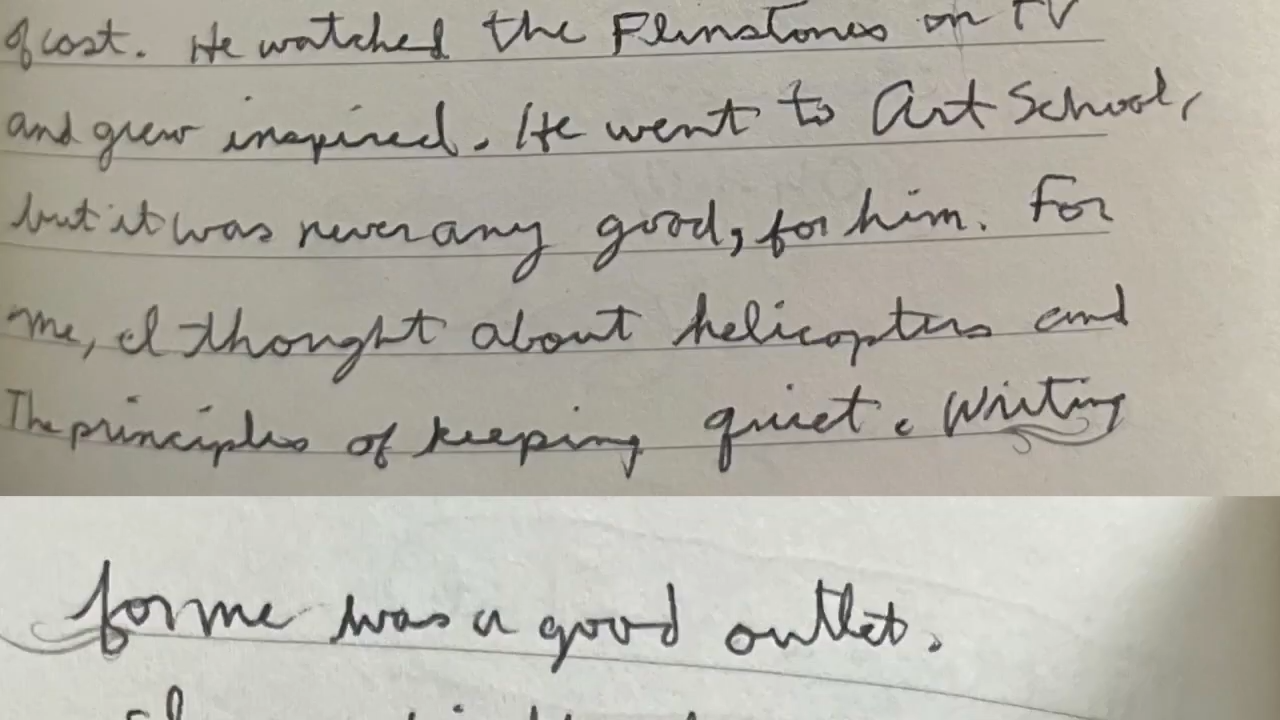 of cost. He watched the Flinstones on TV
and grew inspired. He went to Art School,
but it was never any good, for him. For
me, I thought about helicopters and
The principles of keeping quiet. Writing
for me was a good outlet.